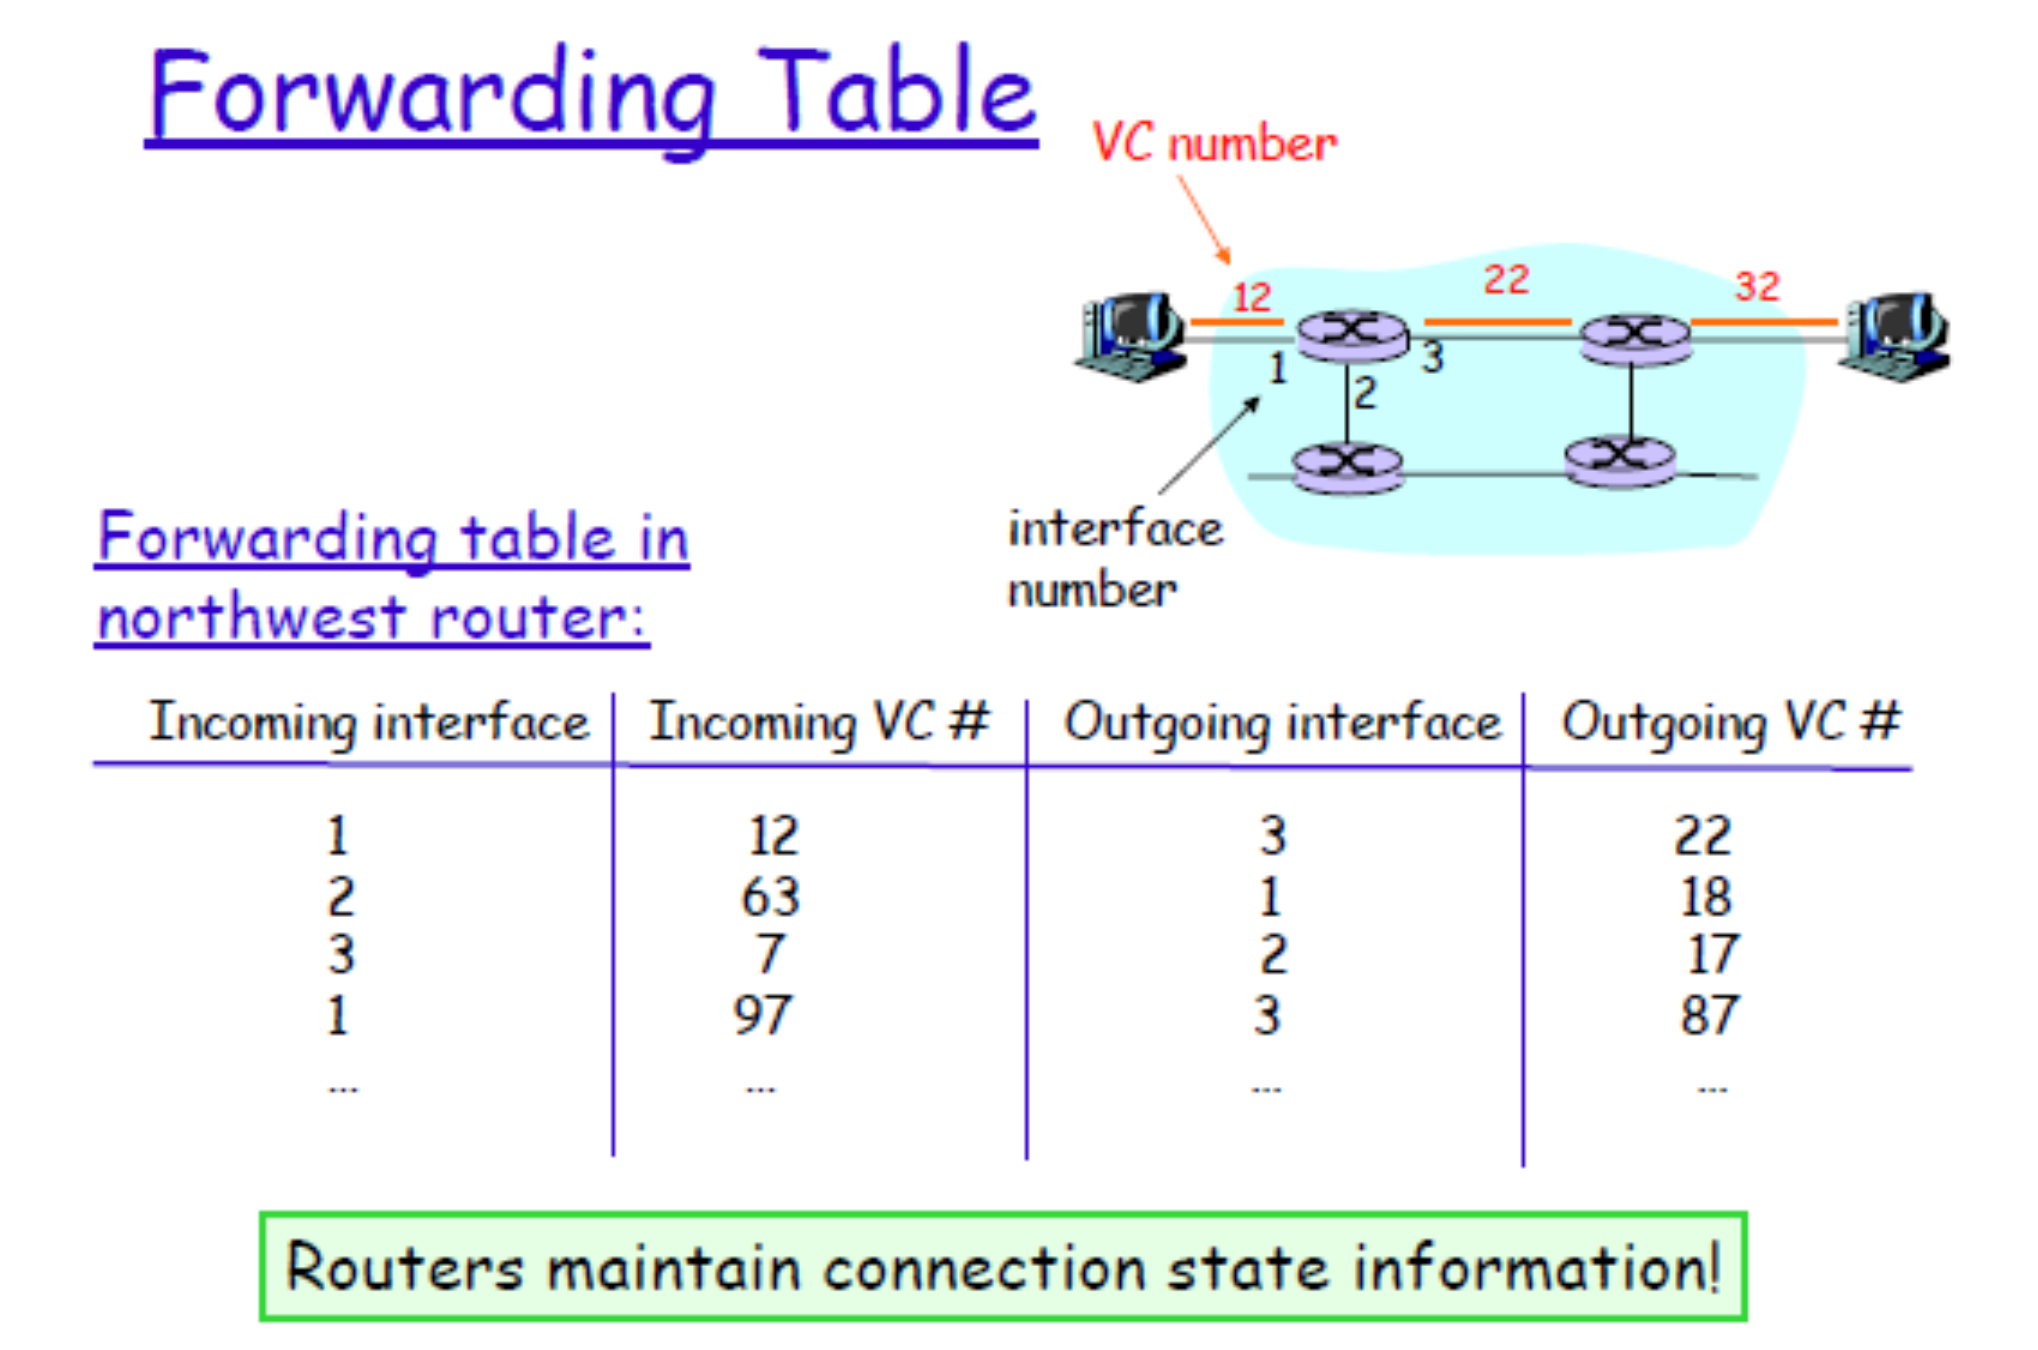 Forwarding Table
VC number
12 22 32
1 2 3
interface
number
Forwarding table in
northwest router:
Incoming interface Incoming VC # Outgoing interface Outgoing VC #
1 12 3 22
2 63 1 18
3 7 2 17
1 97 3 87
... ... ... ...
Routers maintain connection state information!